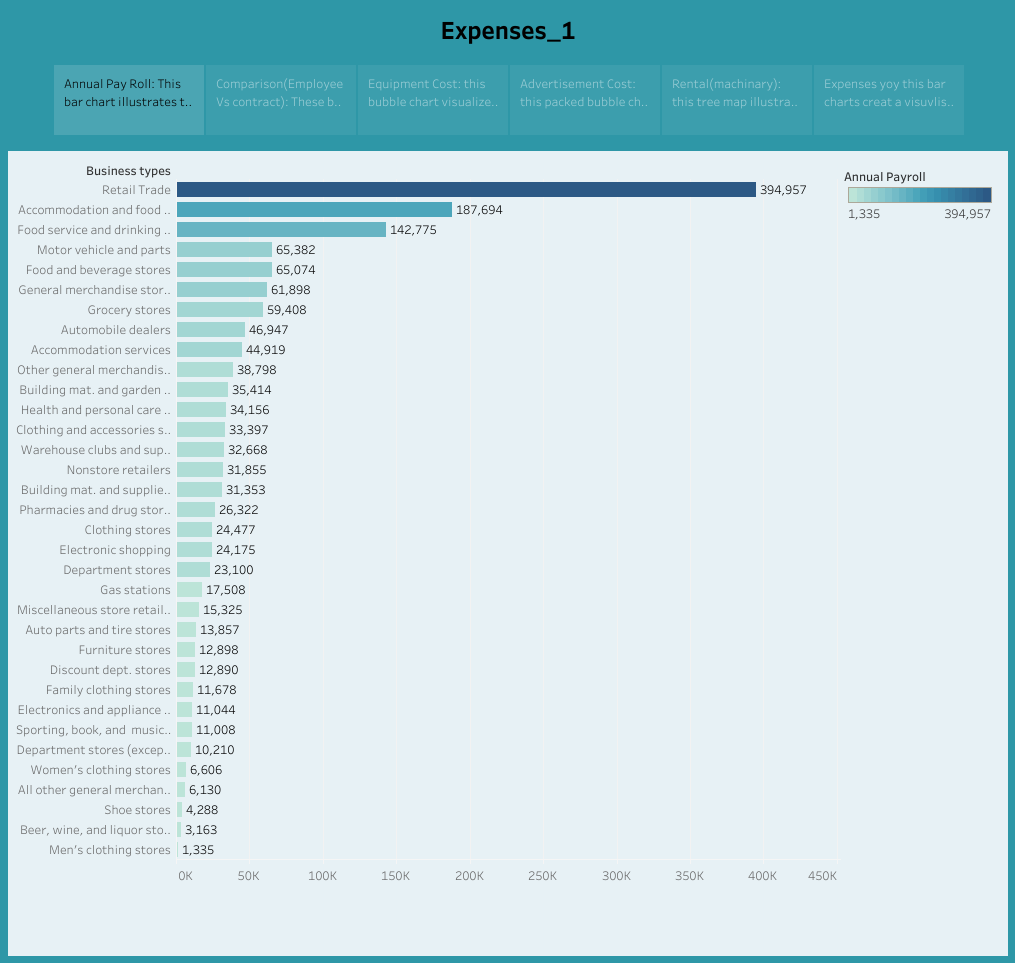 Expenses_1
Annual Pay Roll: This
bar chart illustrates t..
Comparison(Employee
Vs contract): These b..
Equipment Cost: this
bubble chart visualize..
Advertisement Cost:
this packed bubble ch..
Rental(machinary):
this tree map illustra..
Expenses yoy this bar
charts creat a visuvlis..
Business types
Retail Trade 394,957
Accommodation and food .. 187,694
Food service and drinking .. 142,775
Motor vehicle and parts 65,382
Food and beverage stores 65,074
General merchandise stor.. 61,898
Grocery stores 59,408
Automobile dealers 46,947
Accommodation services 44,919
Other general merchandis.. 38,798
Building mat. and garden .. 35,414
Health and personal care .. 34,156
Clothing and accessories s.. 33,397
Warehouse clubs and sup.. 32,668
Nonstore retailers 31,855
Building mat. and supplie.. 31,353
Pharmacies and drug stor.. 26,322
Clothing stores 24,477
Electronic shopping 24,175
Department stores 23,100
Gas stations 17,508
Miscellaneous store retail.. 15,325
Auto parts and tire stores 13,857
Furniture stores 12,898
Discount dept. stores 12,890
Family clothing stores 11,678
Electronics and appliance .. 11,044
Sporting, book, and music.. 11,008
Department stores (excep.. 10,210
Women's clothing stores 6,606
All other general merchan.. 6,130
Shoe stores 4,288
Beer, wine, and liquor sto.. 3,163
Men's clothing stores 1,335
0K 50K 100K 150K 200K 250K 300K 350K 400K 450K
Annual Payroll
1,335 394,957